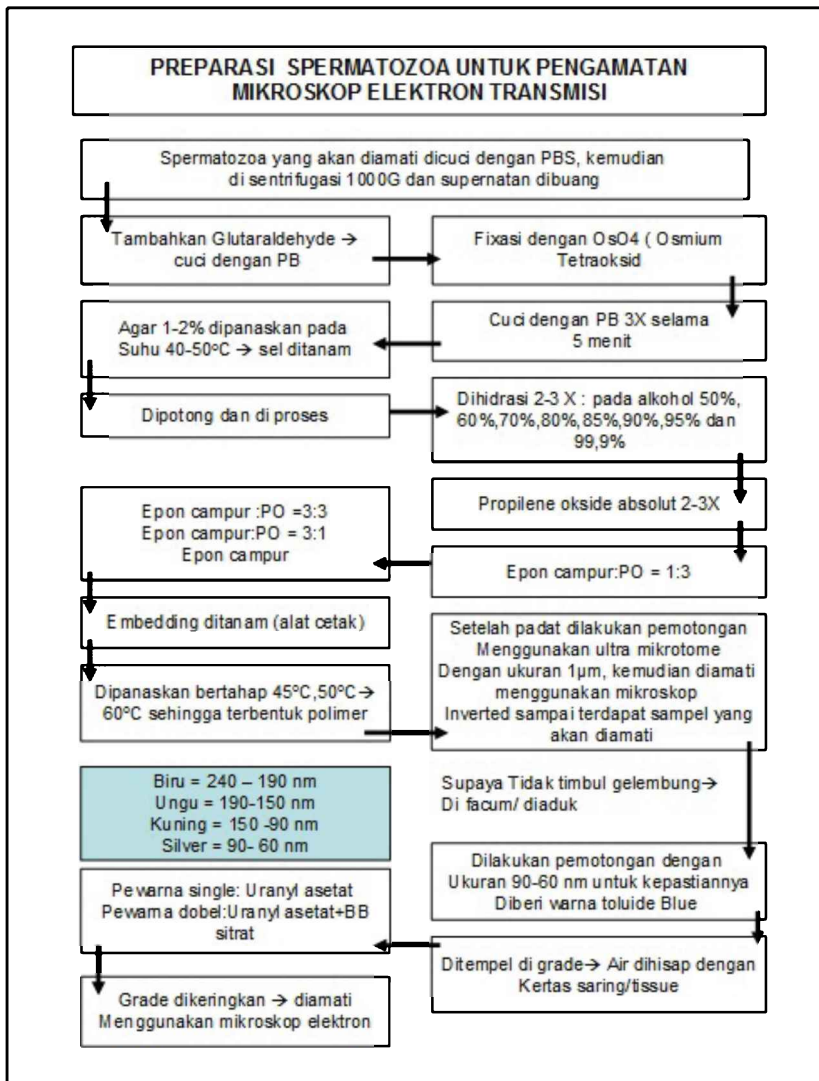 PREPARASI SPERMATOZOA UNTUK PENGAMATAN
MIKROSKOP ELEKTRON TRANSMISI
Spermatozoa yang akan diamati dicuci dengan PBS, kemudian
di sentrifugasi 1000G dan supernatan dibuang
Tambahkan Glutaraldehyde →
cuci dengan PB
Fixasi dengan OsO4 ( Osmium
Tetraoksid
Cuci dengan PB 3X selama
5 menit
Agar 1-2% dipanaskan pada
Suhu 40-50ºC → sel ditanam
Dipotong dan di proses
Dihidrasi 2-3 X : pada alkohol 50%,
60%,70%,80%,85%,90%,95% dan
99,9%
Propilene okside absolut 2-3X
Epon campur:PO = 1:3
Epon campur :PO =3:3
Epon campur:PO = 3:1
Epon campur
Embedding ditanam (alat cetak)
Dipanaskan bertahap 45ºC,50ºC→
60ºC sehingga terbentuk polimer
Setelah padat dilakukan pemotongan
Menggunakan ultra mikrotome
Dengan ukuran 1µm, kemudian diamati
menggunakan mikroskop
Inverted sampai terdapat sampel yang
akan diamati
Supaya Tidak timbul gelembung→
Di facum/ diaduk
Biru = 240 – 190 nm
Ungu = 190-150 nm
Kuning = 150 -90 nm
Silver = 90- 60 nm
Dilakukan pemotongan dengan
Ukuran 90-60 nm untuk kepastiannya
Diberi warna toluide Blue
Ditempel di grade→ Air dihisap dengan
Kertas saring/tissue
Pewarna single: Uranyl asetat
Pewarna dobel:Uranyl asetat+BB
sitrat
Grade dikeringkan → diamati
Menggunakan mikroskop elektron